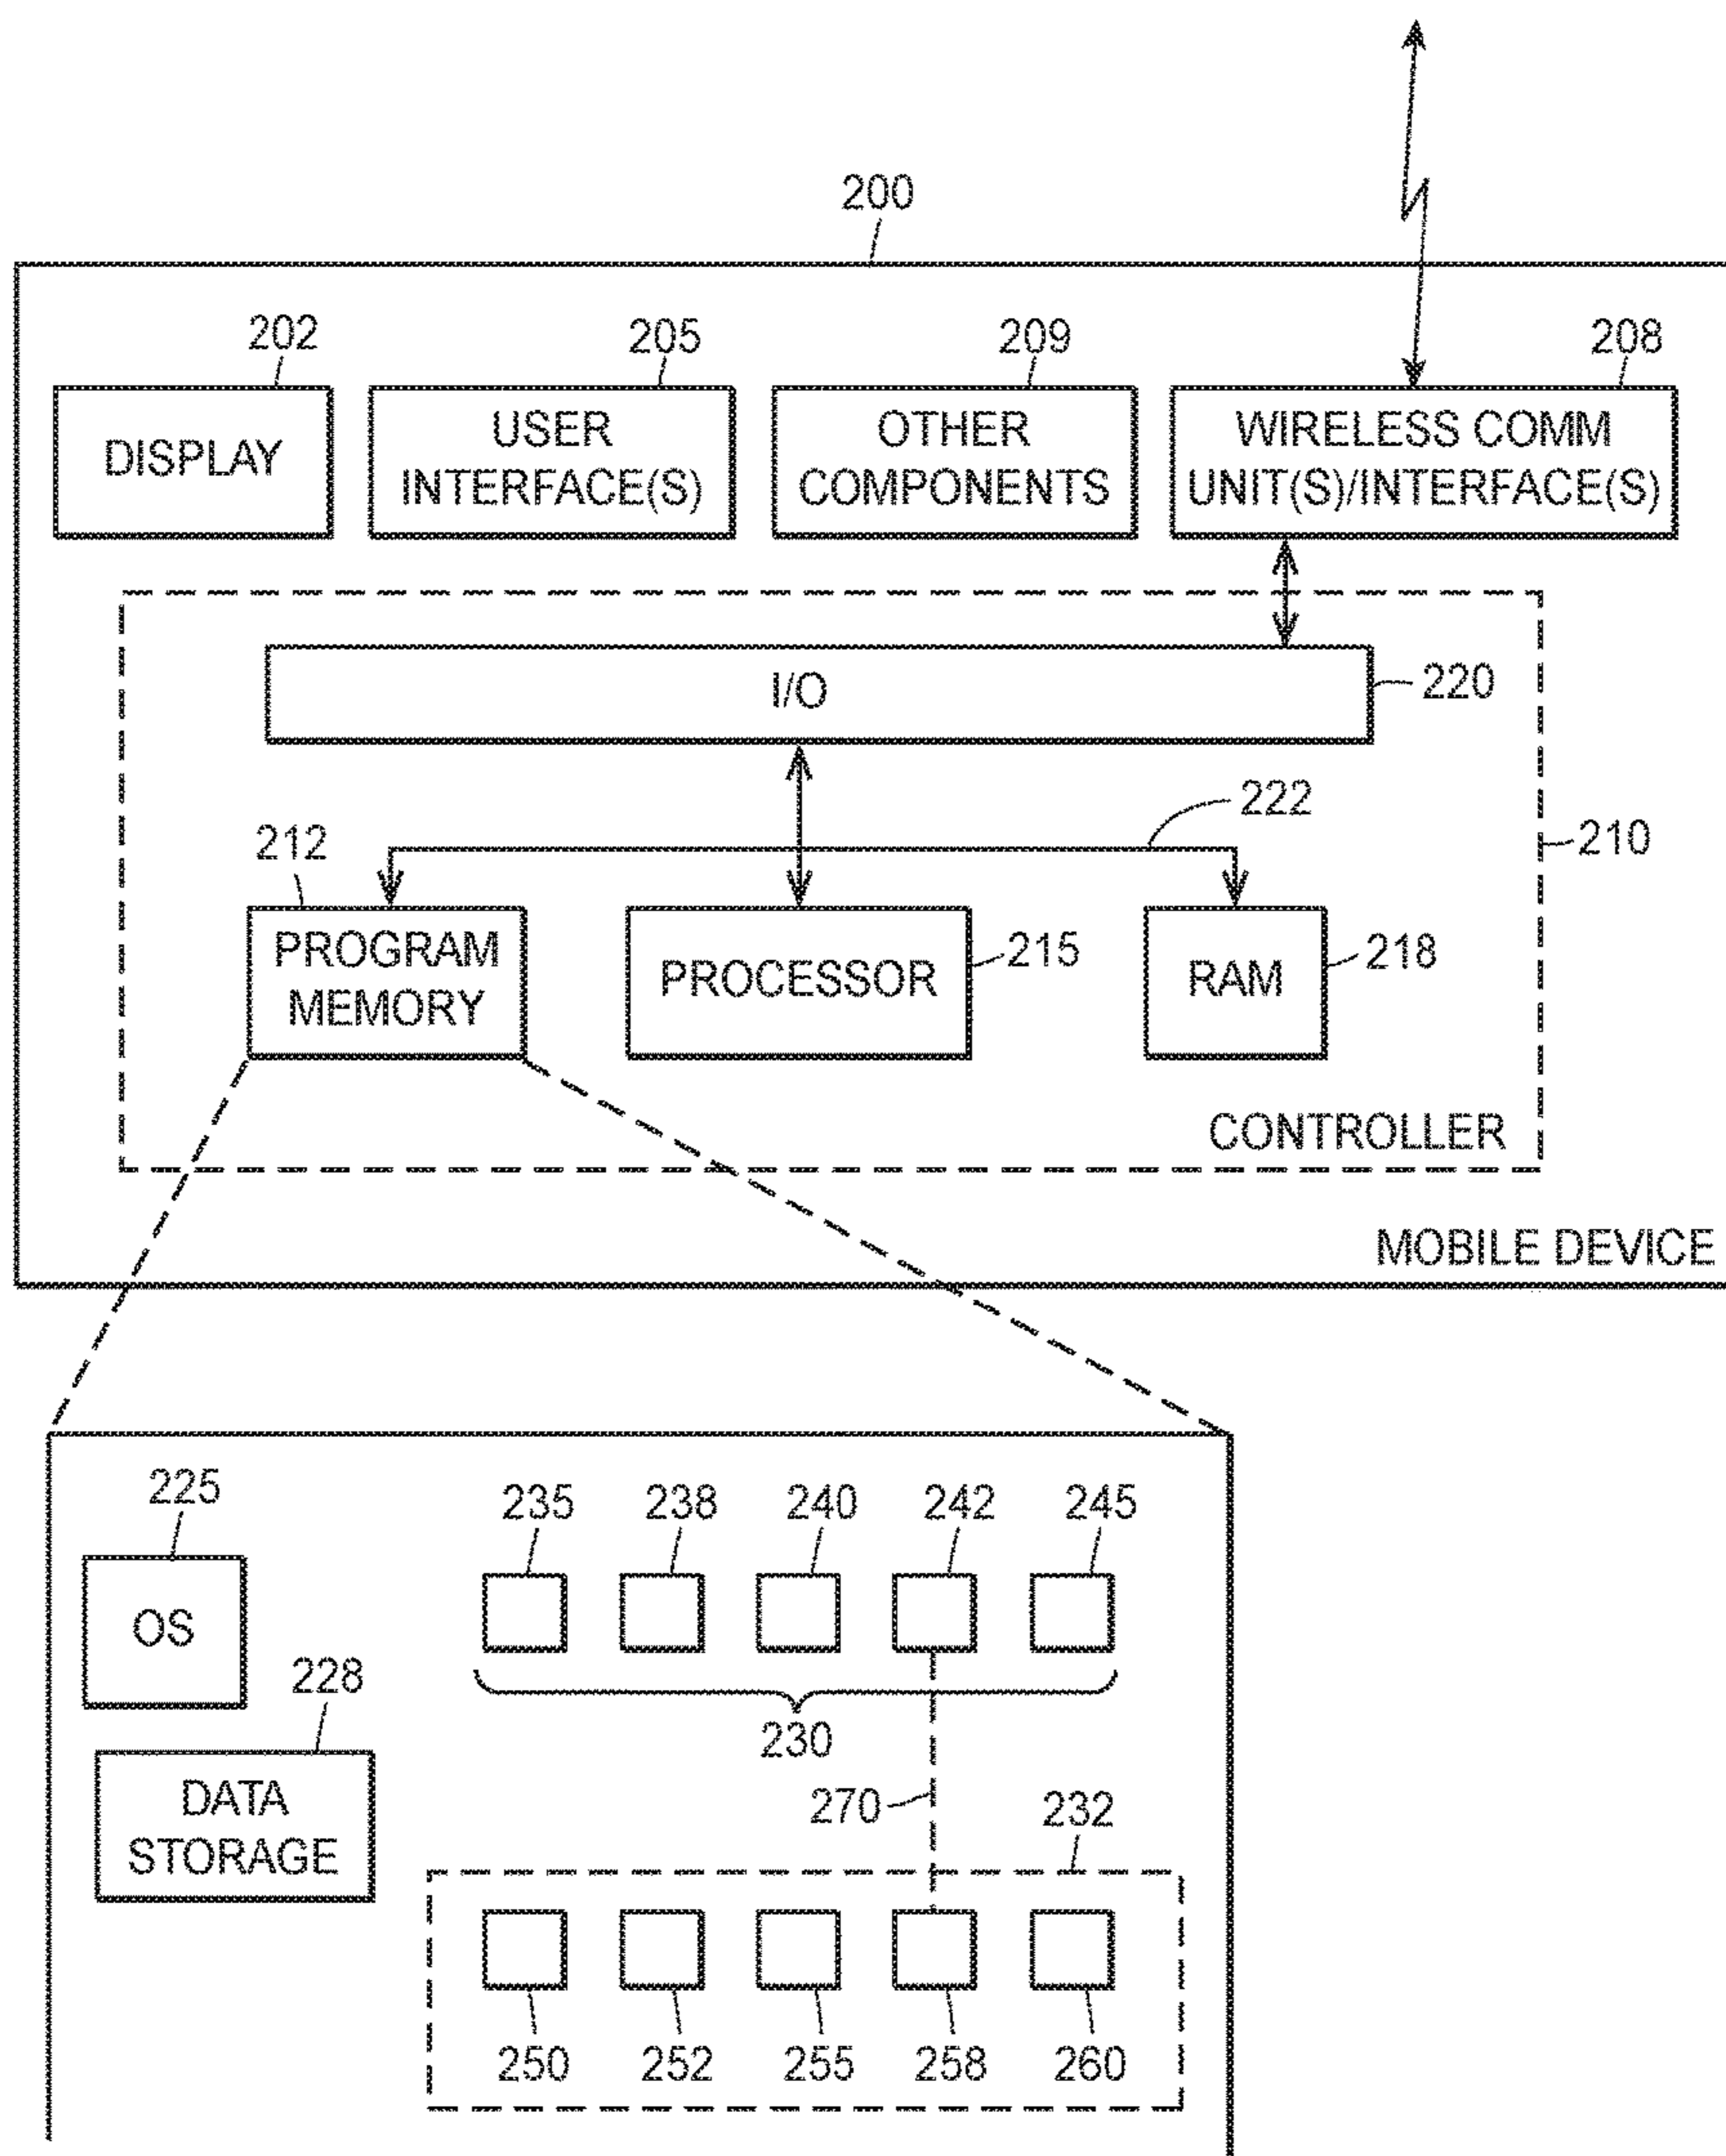 200
202
205
209
208
DISPLAY
USER
INTERFACE(S)
OTHER
COMPONENTS
WIRELESS COMM
UNIT(S)/INTERFACE(S)
I/O
220
222
210
212
PROGRAM
MEMORY
PROCESSOR
215
RAM
218
CONTROLLER
MOBILE DEVICE
225
235
238
240
242
245
OS
228
230
DATA
STORAGE
270
232
250
252
255
258
260